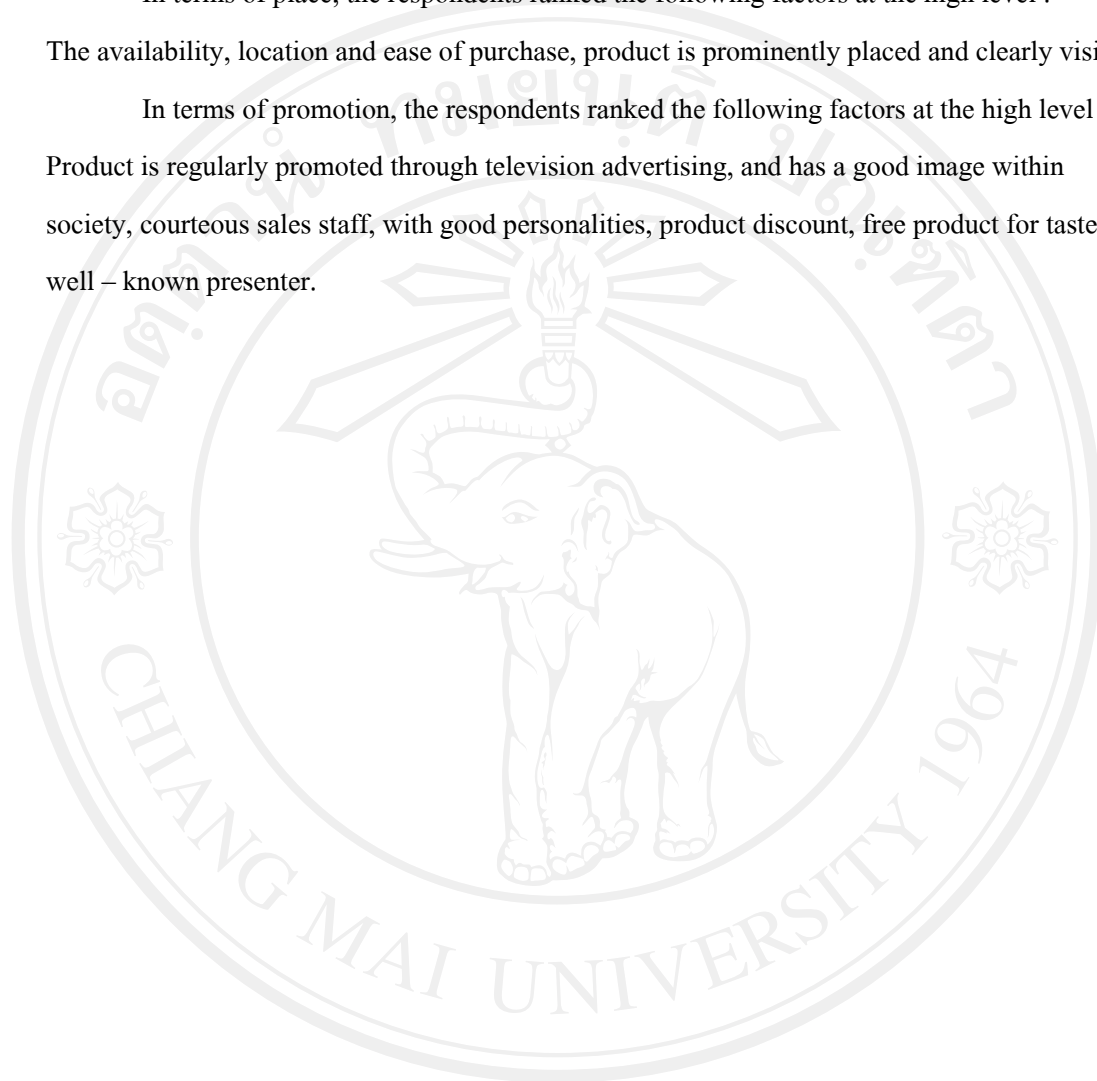 In terms of place, the respondents ranked the following factors at the high level :
The availability, location and ease of purchase, product is prominently placed and clearly
In terms of promotion, the respondents ranked the following factors at the high level
Product is regularly promoted through television advertising, and has a good image within
society, courteous sales staff, with good personalities, product discount, free product for taste
well – known presenter.
CHIANG MAI UNIVERSITY 1964